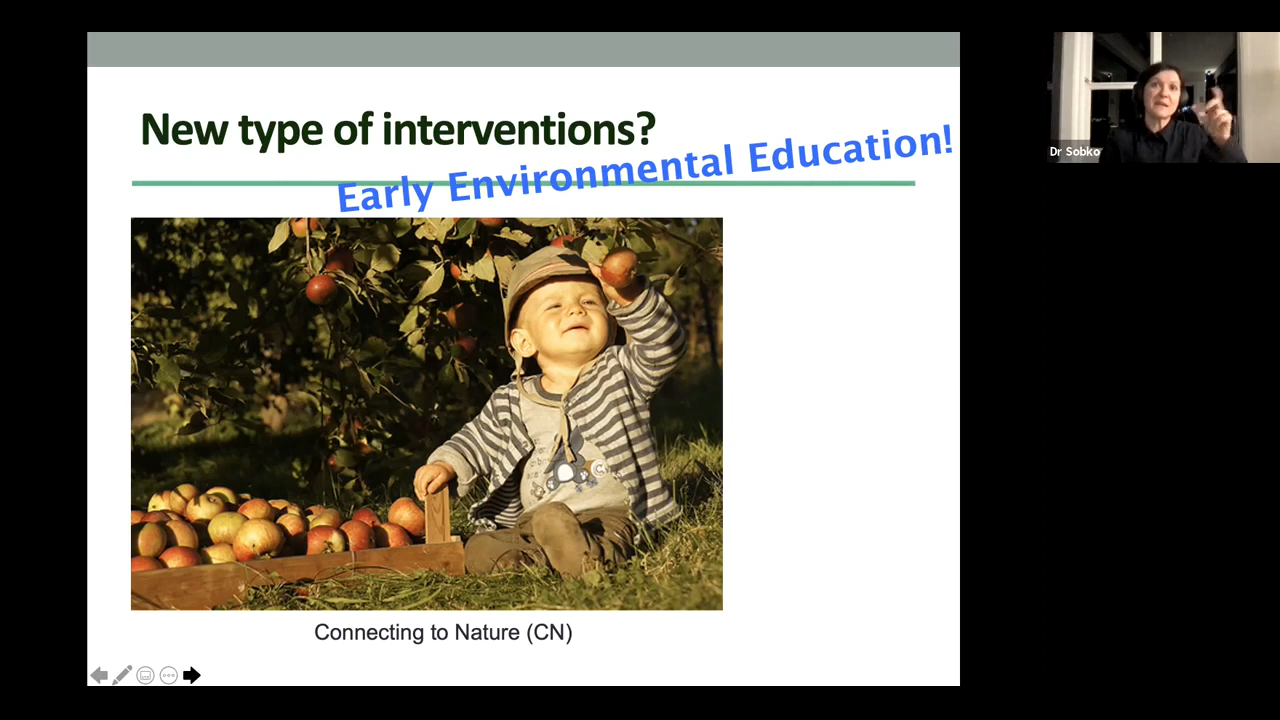 New type of interventions?
Early Environmental Education!
Connecting to Nature (CN)
Dr Sobko